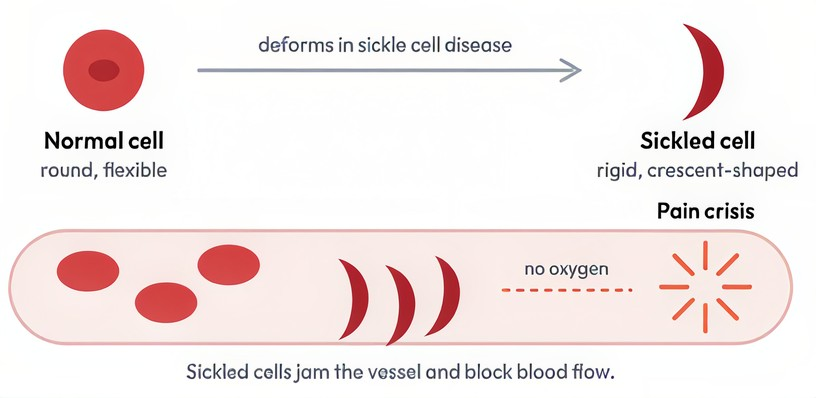 deforms in sickle cell disease
Normal cell
round, flexible
Sickled cell
rigid, crescent-shaped
Pain crisis
no oxygen
Sickled cells jam the vessel and block blood flow.